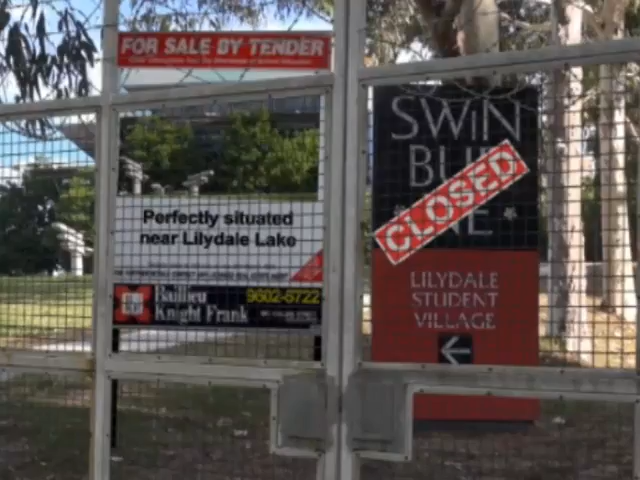 FOR SALE BY TENDER
Perfectly situated
near Lilydale Lake
Baillieu
Knight Frank
9602-5722
SWiN
BUR
*NE*
CLOSED
LILYDALE
STUDENT
VILLAGE